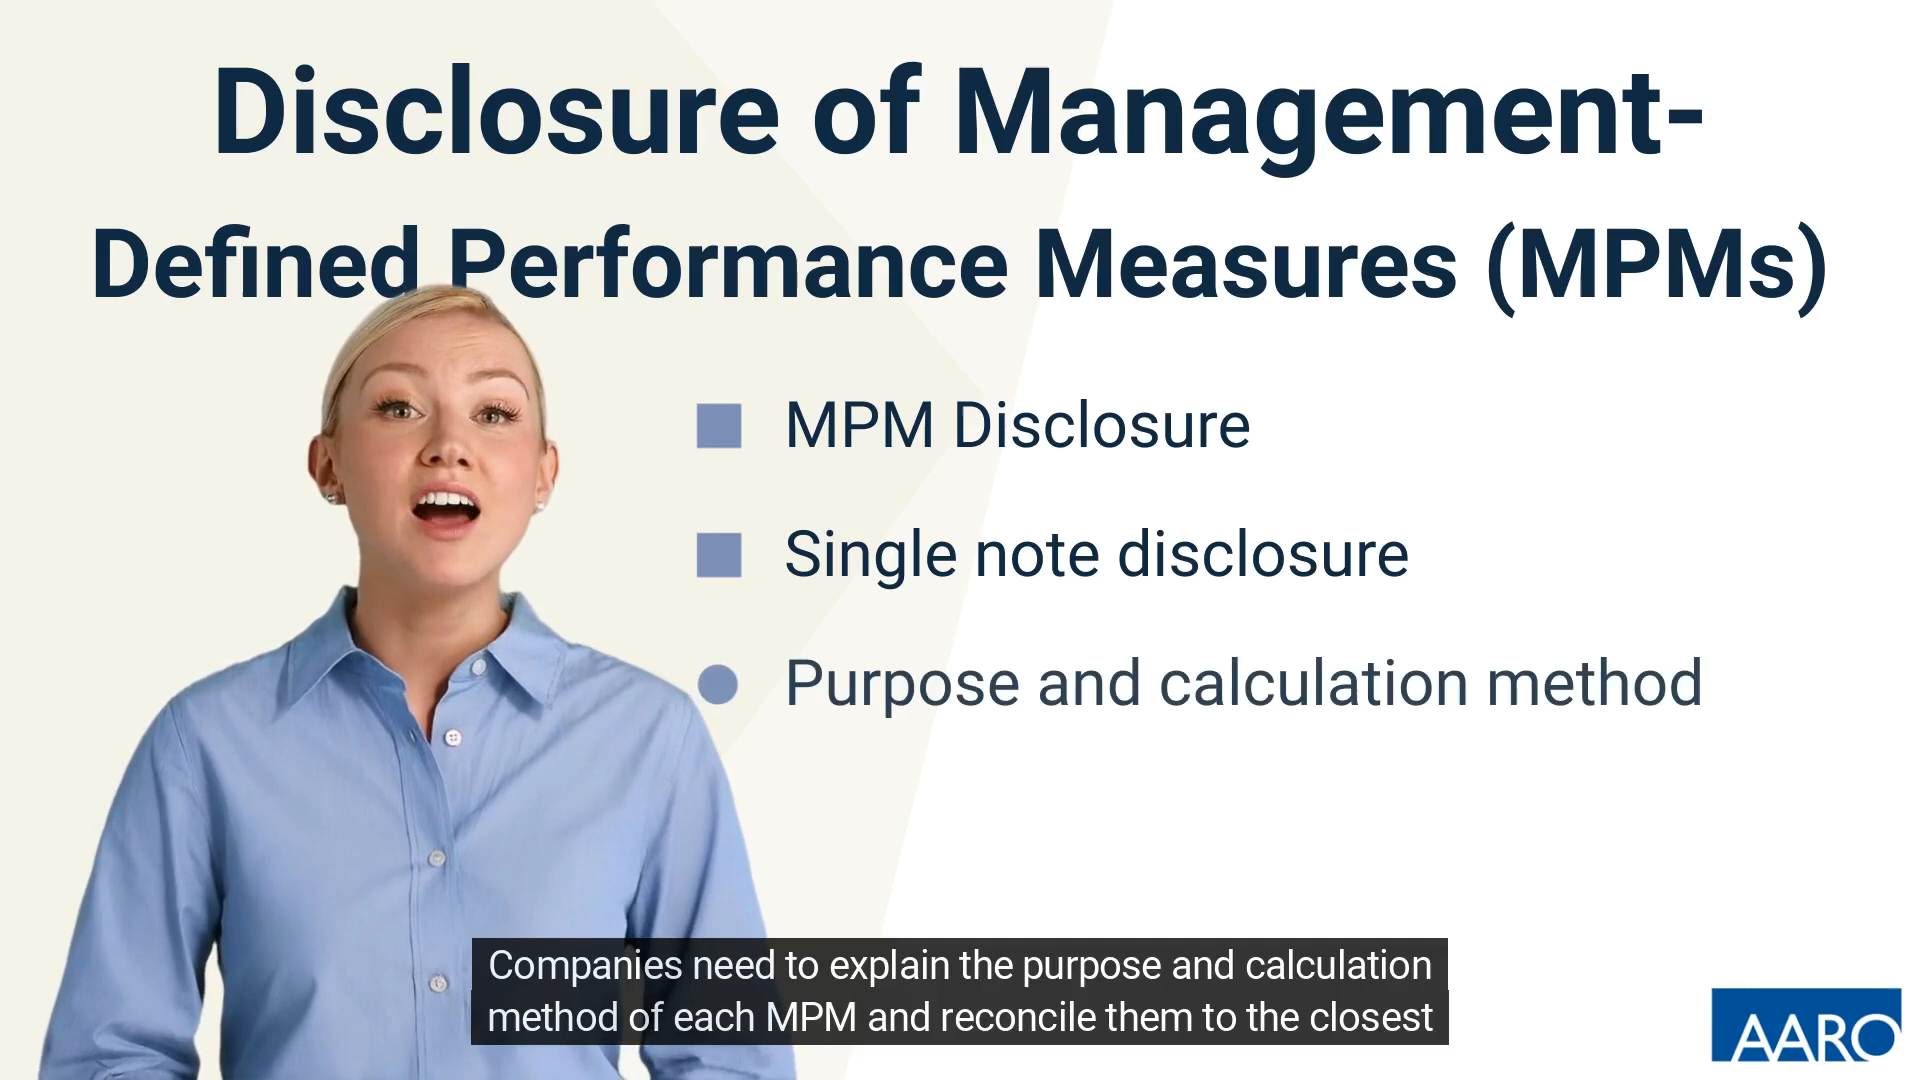 Disclosure of Management-
Defined Performance Measures (MPMs)
MPM Disclosure
Single note disclosure
Purpose and calculation method
Companies need to explain the purpose and calculation
method of each MPM and reconcile them to the closest
AARO